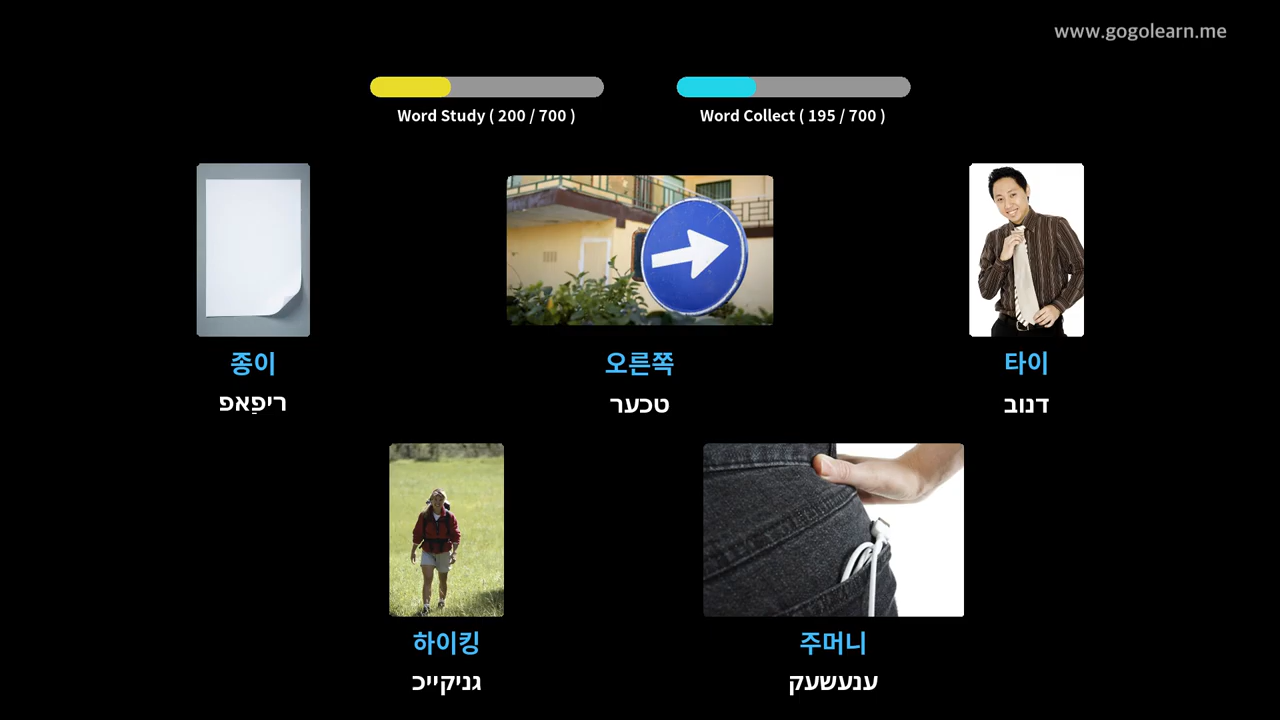 www.gogolearn.me
Word Study ( 200 / 700 )
Word Collect ( 195 / 700 )
종이
ריפַאפ
오른쪽
טכער
타이
דנוב
하이킹
גניקייכ
주머니
ענעשעק